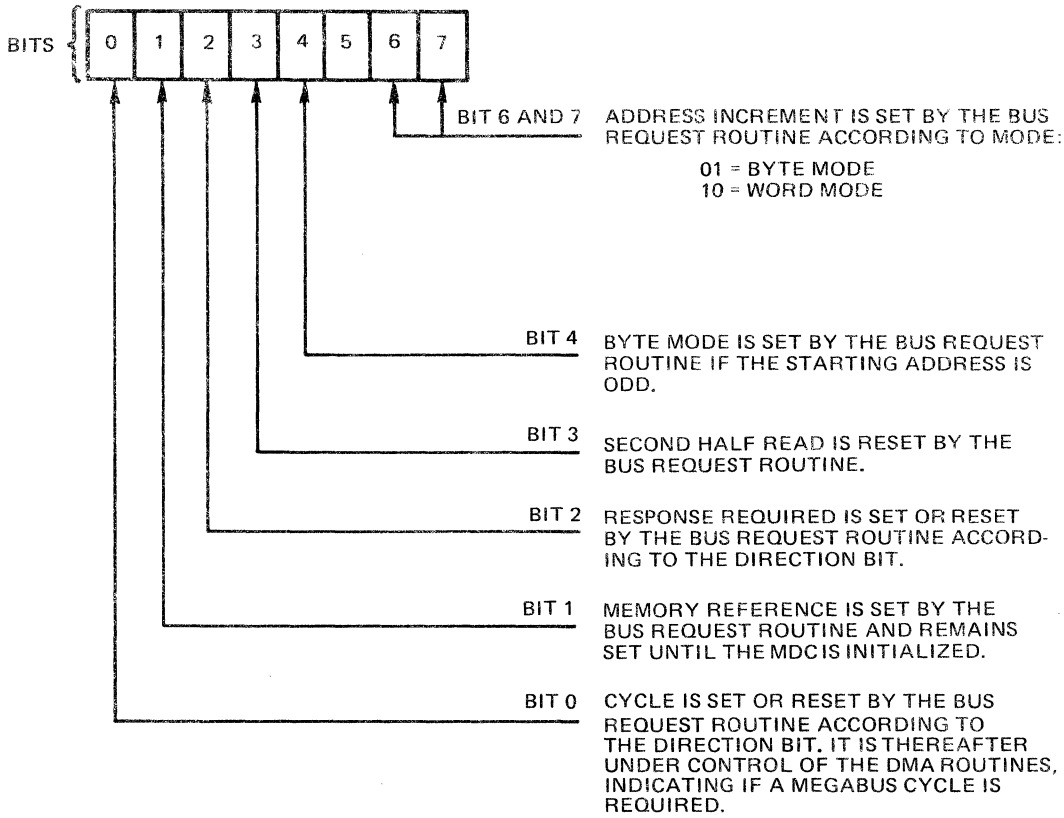 BITS { 0 1 2 3 4 5 6 7
BIT 6 AND 7
ADDRESS INCREMENT IS SET BY THE BUS
REQUEST ROUTINE ACCORDING TO MODE:
01 = BYTE MODE
10 = WORD MODE
BIT 4
BYTE MODE IS SET BY THE BUS REQUEST
ROUTINE IF THE STARTING ADDRESS IS
ODD.
BIT 3
SECOND HALF READ IS RESET BY THE
BUS REQUEST ROUTINE.
BIT 2
RESPONSE REQUIRED IS SET OR RESET
BY THE BUS REQUEST ROUTINE ACCORD-
ING TO THE DIRECTION BIT.
BIT 1
MEMORY REFERENCE IS SET BY THE
BUS REQUEST ROUTINE AND REMAINS
SET UNTIL THE MDC IS INITIALIZED.
BIT 0
CYCLE IS SET OR RESET BY THE BUS
REQUEST ROUTINE ACCORDING TO
THE DIRECTION BIT. IT IS THEREAFTER
UNDER CONTROL OF THE DMA ROUTINES,
INDICATING IF A MEGABUS CYCLE IS
REQUIRED.